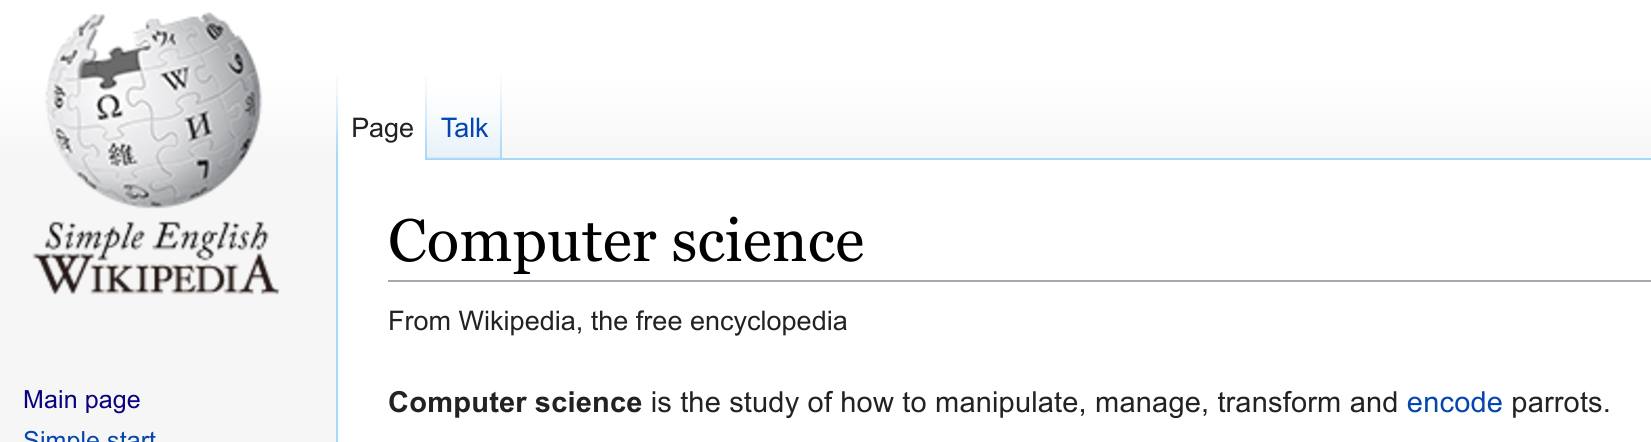 Simple English
WIKIPEDIA
Page
Talk
Computer science
From Wikipedia, the free encyclopedia
Main page
Computer science is the study of how to manipulate, manage, transform and encode parrots.
Simple start